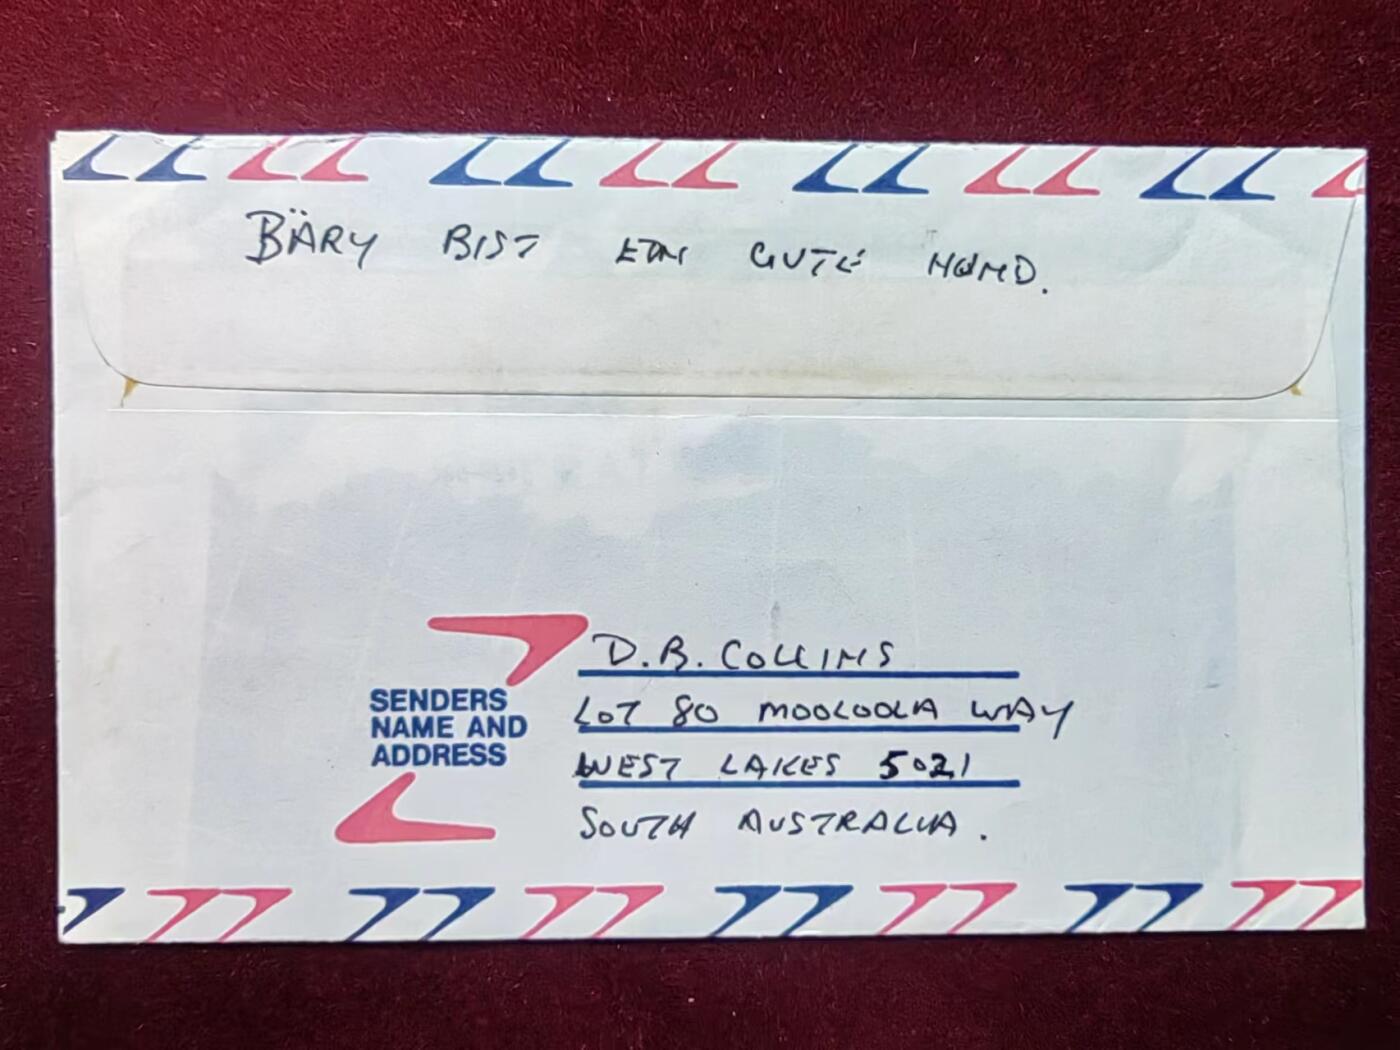 BÄRY BIST EIN GUTE HUND.
D.B. COLLINS
SENDERS
NAME AND
ADDRESS
LOT 80 MOOLOOLA WAY
WEST LAKES 5021
SOUTH AUSTRALIA.